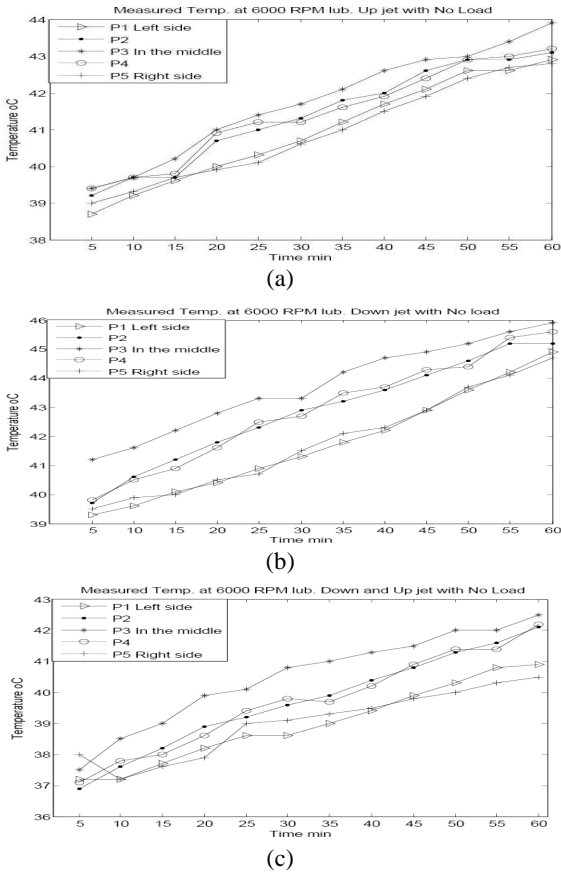 Measured Temp. at 6000 RPM lub. Up jet with No Load
P1 Left side
P2
P3 In the middle
P4
P5 Right side
Temperature oC
44
43
42
41
40
39
38
5 10 15 20 25 30 35 40 45 50 55 60
Time min
(a)
Measured Temp. at 6000 RPM lub. Down jet with No load
P1 Left side
P2
P3 In the middle
P4
P5 Right side
Temperature oC
46
45
44
43
42
41
40
39
5 10 15 20 25 30 35 40 45 50 55 60
Time min
(b)
Measured Temp. at 6000 RPM lub. Down and Up jet with No Load
P1 Left side
P2
P3 In the middle
P4
P5 Right side
Temperature oC
43
42
41
40
39
38
37
36
5 10 15 20 25 30 35 40 45 50 55 60
Time min
(c)